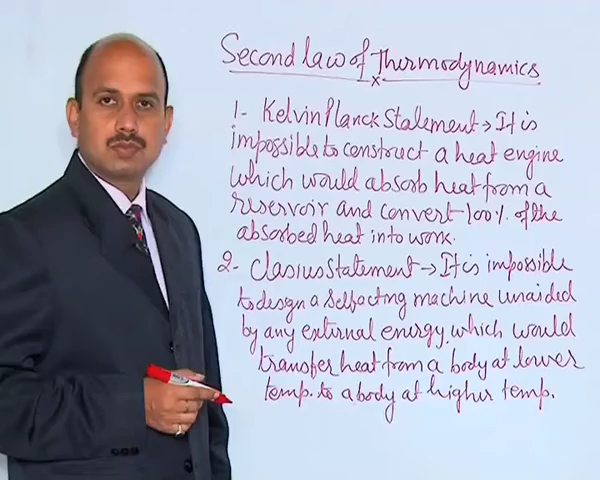 Second law of Thermodynamics
x
1- Kelvin Planck Statement → It is
impossible to construct a heat engine
which would absorb heat from a
reservoir and convert 100% of the
absorbed heat into work.
2- Clasius Statement → It is impossible
to design a self acting machine unaided
by any external energy which would
transfer heat from a body at lower
temp. to a body at higher temp.